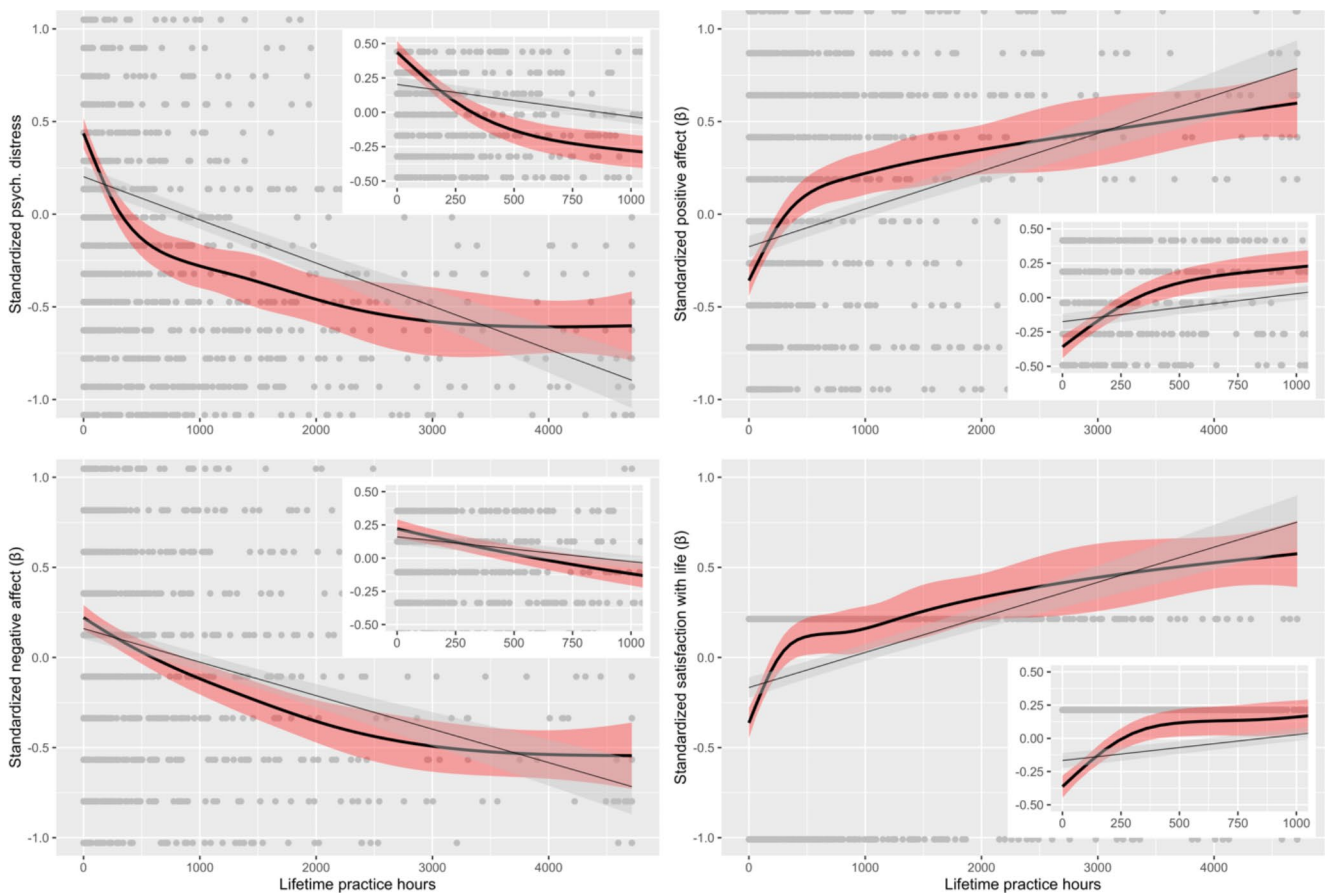 Standardized psych. distress
1.0
0.5
0.0
-0.5
-1.0
0 1000 2000 3000 4000
0.50
0.25
0.00
-0.25
-0.50
0 250 500 750 1000
Standardized positive affect (β)
1.0
0.5
0.0
-0.5
-1.0
0 1000 2000 3000 4000
0.50
0.25
0.00
-0.25
-0.50
0 250 500 750 1000
Standardized negative affect (β)
1.0
0.5
0.0
-0.5
-1.0
0 1000 2000 3000 4000
Lifetime practice hours
0.50
0.25
0.00
-0.25
0.50
0 250 500 750 1000
Standardized satisfaction with life (β)
1.0
0.5
0.0
-0.5
-1.0
0 1000 2000 3000 4000
Lifetime practice hours
0.50
0.25
0.00
-0.25
-0.50
0 250 500 750 1000